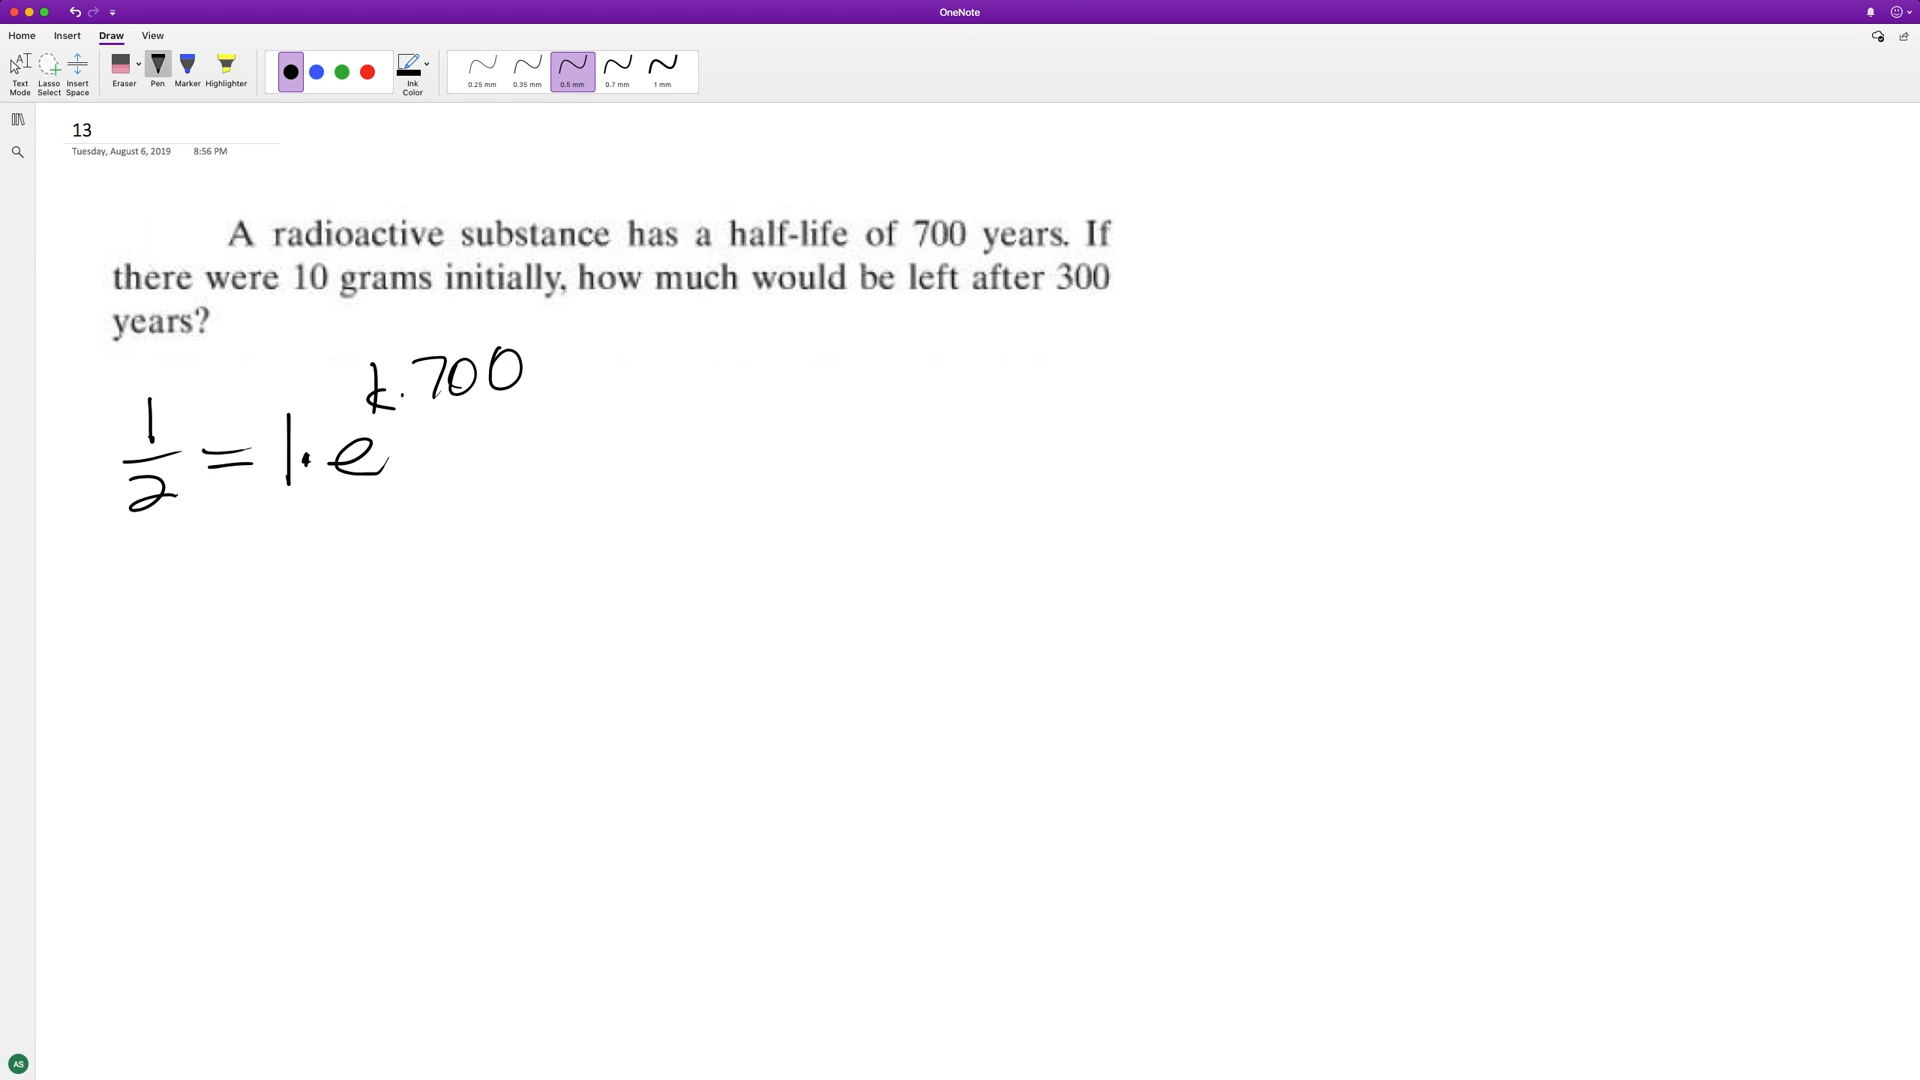 OneNote
Home Insert Draw View
Text Mode Lasso Select Insert Space Eraser Pen Marker Highlighter Ink Color 0.25 mm 0.35 mm 0.5 mm 0.7 mm 1 mm
13
Tuesday, August 6, 2019 8:56 PM
A radioactive substance has a half-life of 700 years. If
there were 10 grams initially, how much would be left after 300
years?
1/2 = 1 · e^{k·700}
AS